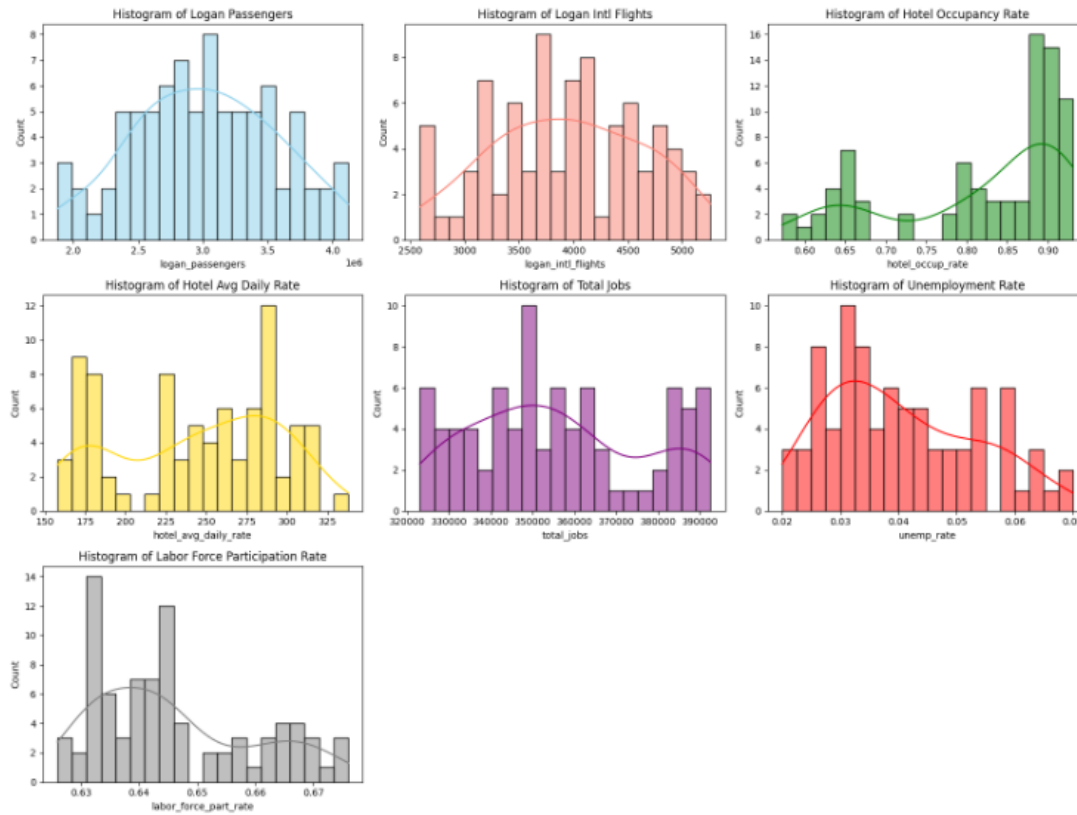 Histogram of Logan Passengers
8
7
6
5
4
3
2
1
0
Count
2.0 2.5 3.0 3.5 4.0
1e6
logan_passengers
Histogram of Logan Intl Flights
8
6
4
2
0
Count
2500 3000 3500 4000 4500 5000
logan_intl_flights
Histogram of Hotel Occupancy Rate
16
14
12
10
8
6
4
2
0
Count
0.60 0.65 0.70 0.75 0.80 0.85 0.90
hotel_occup_rate
Histogram of Hotel Avg Daily Rate
12
10
8
6
4
2
0
Count
150 175 200 225 250 275 300 325
hotel_avg_daily_rate
Histogram of Total Jobs
10
8
6
4
2
0
Count
320000 330000 340000 350000 360000 370000 380000 390000
total_jobs
Histogram of Unemployment Rate
10
8
6
4
2
0
Count
0.02 0.03 0.04 0.05 0.06
unemp_rate
Histogram of Labor Force Participation Rate
14
12
10
8
6
4
2
0
Count
0.63 0.64 0.65 0.66 0.67
labor_force_part_rate